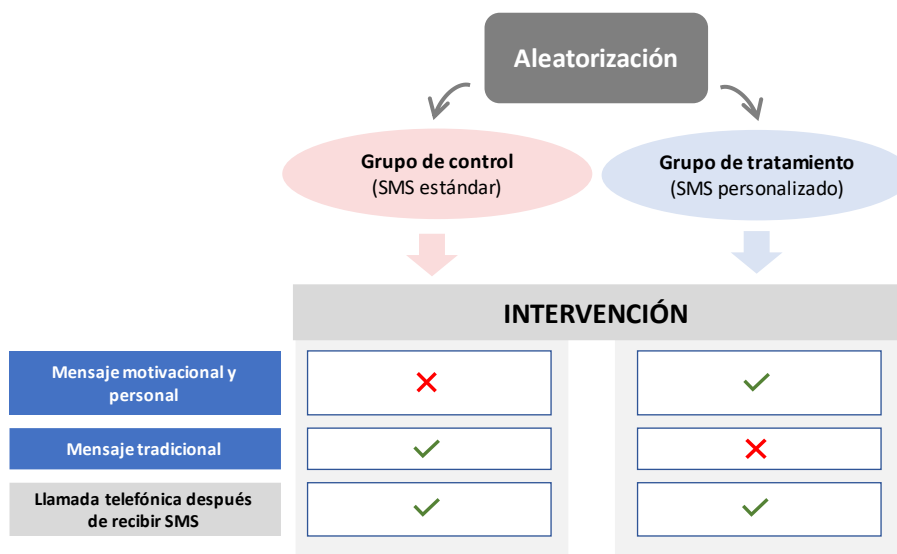 Aleatorización
Grupo de control
(SMS estándar)
Grupo de tratamiento
(SMS personalizado)
INTERVENCIÓN
Mensaje motivacional y
personal
Mensaje tradicional
Llamada telefónica después
de recibir SMS